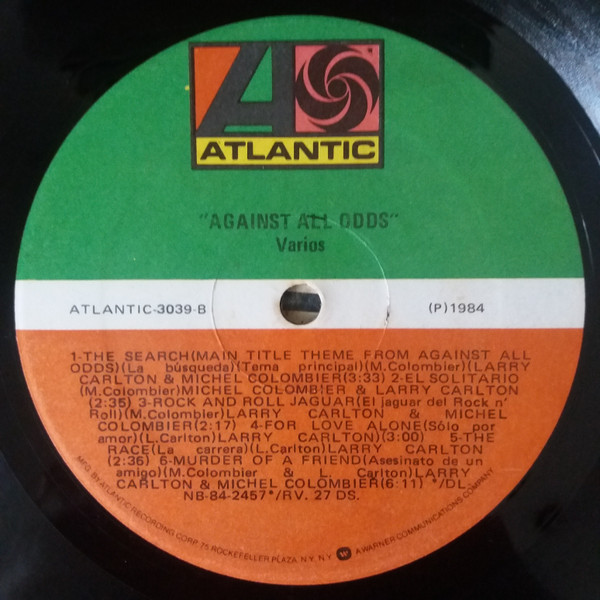 ATLANTIC
"AGAINST ALL ODDS"
Varios
ATLANTIC-3039-B
(P)1984
1-THE SEARCH(MAIN TITLE THEME FROM AGAINST ALL
ODDS)(La búsqueda)(Tema principal)(M.Colombier)(LARRY
CARLTON & MICHEL COLOMBIER(3:33) 2-EL SOLITARIO
(M.Colombier)MICHEL COLOMBIER & LARRY CARLTON
(2:35) 3-ROCK AND ROLL JAGUAR(El jaguar del Rock n'
Roll)(M.Colombier)LARRY CARLTON & MICHEL
COLOMBIER(2:17) 4-FOR LOVE ALONE(Sólo por
amor)(L.Carlton)LARRY CARLTON)(3:00) 5-THE
RACE(La carrera)(L.Carlton)LARRY CARLTON
(2:36) 6-MURDER OF A FRIEND(Asesinato de un
amigo)(M.Colombier & L. Carlton)LARRY
CARLTON & MICHEL COLOMBIER(6:11) */DL.
NB-84-2457*/RV. 27 DS.
MFG. BY ATLANTIC RECORDING CORP. 75 ROCKEFELLER PLAZA, N.Y. N.Y. A WARNER COMMUNICATIONS COMPANY